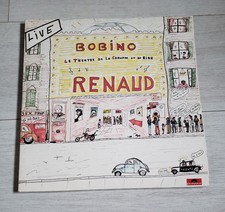 LIVE
BOBINO
LE THEATRE DE LA CHANSON ET DU RIRE
RENAUD